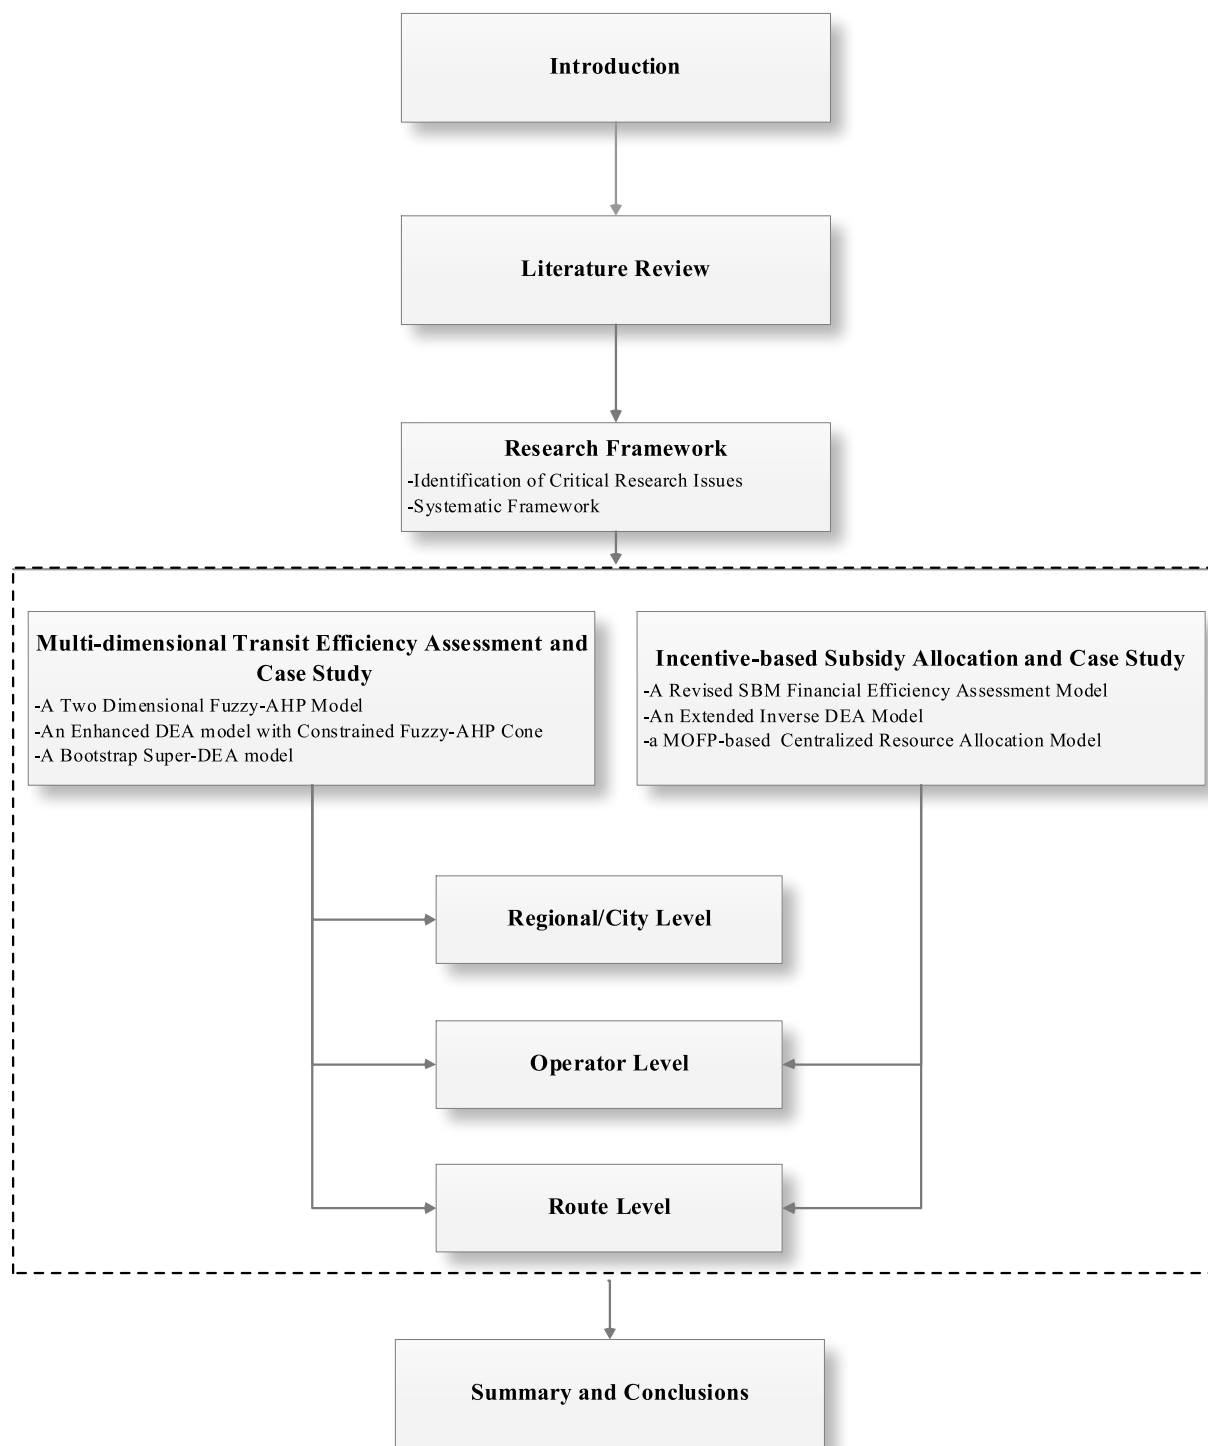 Introduction
Literature Review
Research Framework
-Identification of Critical Research Issues
-Systematic Framework
Multi-dimensional Transit Efficiency Assessment and
Case Study
-A Two Dimensional Fuzzy-AHP Model
-An Enhanced DEA model with Constrained Fuzzy-AHP Cone
-A Bootstrap Super-DEA model
Incentive-based Subsidy Allocation and Case Study
-A Revised SBM Financial Efficiency Assessment Model
-An Extended Inverse DEA Model
-a MOFP-based Centralized Resource Allocation Model
Regional/City Level
Operator Level
Route Level
Summary and Conclusions